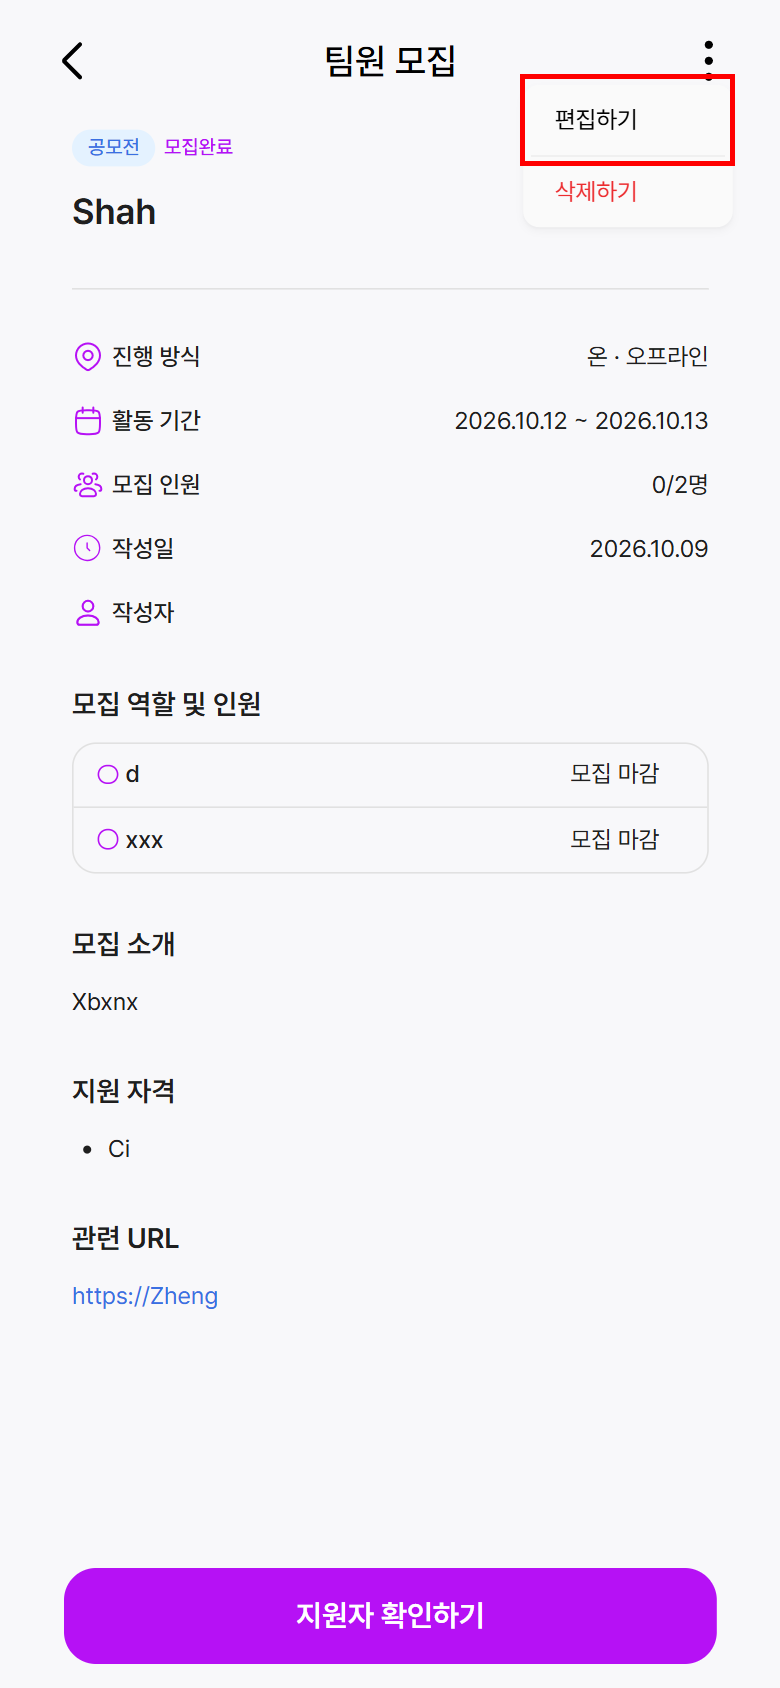 팀원 모집
편집하기
삭제하기
공모전 모집완료
Shah
진행 방식 온 · 오프라인
활동 기간 2026.10.12 ~ 2026.10.13
모집 인원 0/2명
작성일 2026.10.09
작성자
모집 역할 및 인원
d 모집 마감
xxx 모집 마감
모집 소개
Xbxnx
지원 자격
• Ci
관련 URL
https://Zheng
지원자 확인하기